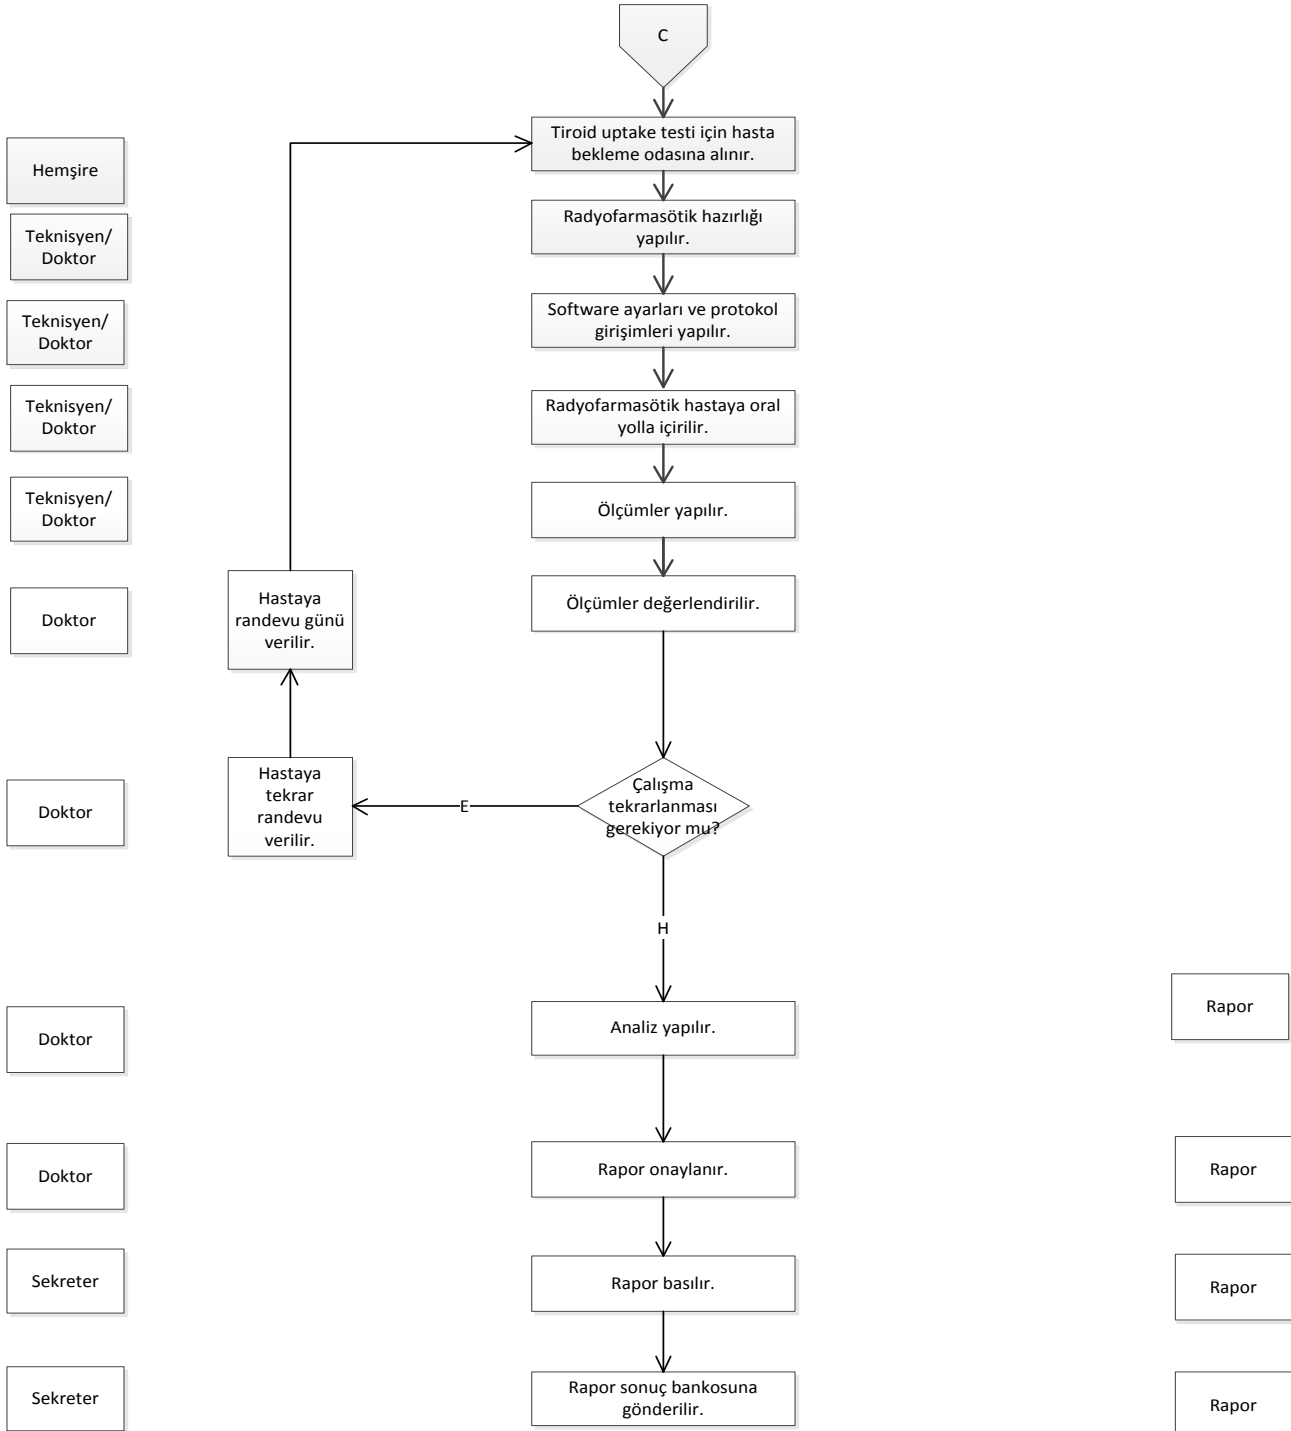 C
Tiroid uptake testi için hasta
bekleme odasına alınır.
Hemşire
Radyofarmasötik hazırlığı
yapılır.
Teknisyen/
Doktor
Software ayarları ve protokol
girişimleri yapılır.
Teknisyen/
Doktor
Radyofarmasötik hastaya oral
yolla içirilir.
Teknisyen/
Doktor
Ölçümler yapılır.
Teknisyen/
Doktor
Ölçümler değerlendirilir.
Doktor
Hastaya
randevu günü
verilir.
Doktor
Hastaya
tekrar
randevu
verilir.
E
Çalışma
tekrarlanması
gerekiyor mu?
H
Doktor
Analiz yapılır.
Rapor
Doktor
Rapor onaylanır.
Rapor
Sekreter
Rapor basılır.
Rapor
Sekreter
Rapor sonuç bankosuna
gönderilir.
Rapor